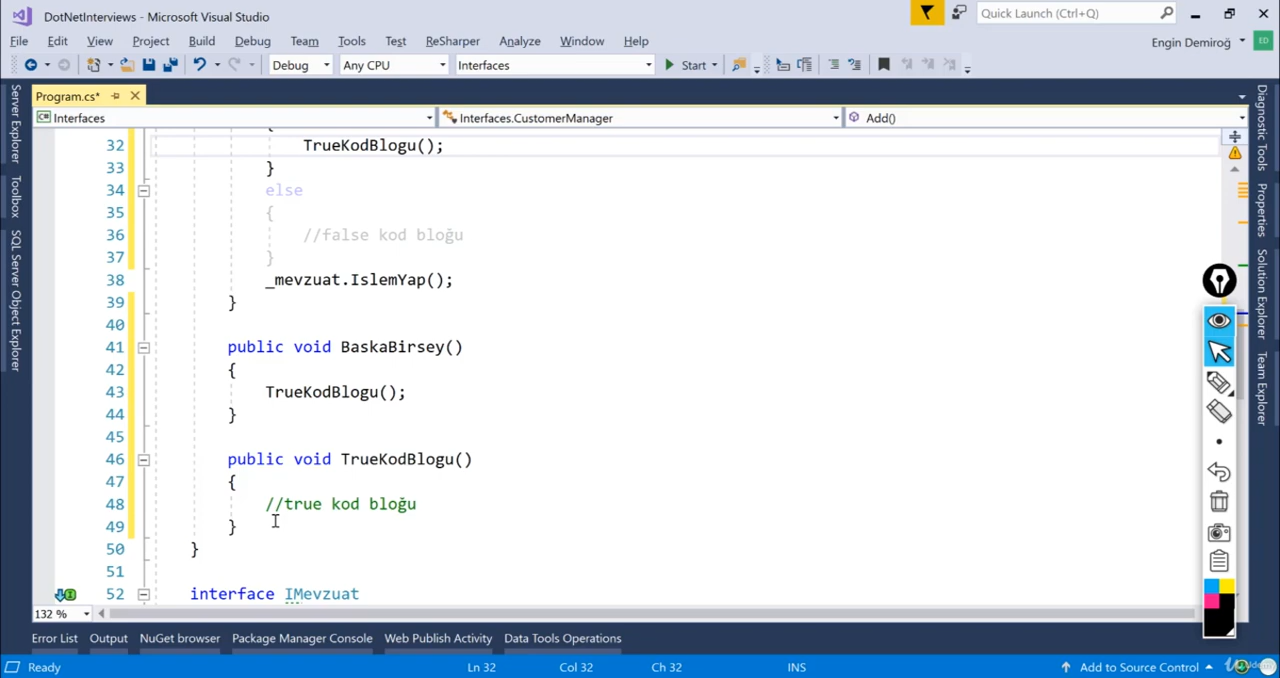 DotNetInterviews - Microsoft Visual Studio
Quick Launch (Ctrl+Q)
File Edit View Project Build Debug Team Tools Test ReSharper Analyze Window Help
Engin Demiroğ ED
Debug Any CPU Interfaces Start
Program.cs*
Interfaces Interfaces.CustomerManager Add()
32 TrueKodBlogu();
33 }
34 else
35 {
36 //false kod bloğu
37 }
38 _mevzuat.IslemYap();
39 }
40
41 public void BaskaBirsey()
42 {
43 TrueKodBlogu();
44 }
45
46 public void TrueKodBlogu()
47 {
48 //true kod bloğu
49 }
50 }
51
52 interface IMevzuat
132 %
Server Explorer
Toolbox
SQL Server Object Explorer
Diagnostic Tools
Properties
Solution Explorer
Team Explorer
Error List Output NuGet browser Package Manager Console Web Publish Activity Data Tools Operations
Ready Ln 32 Col 32 Ch 32 INS Add to Source Control